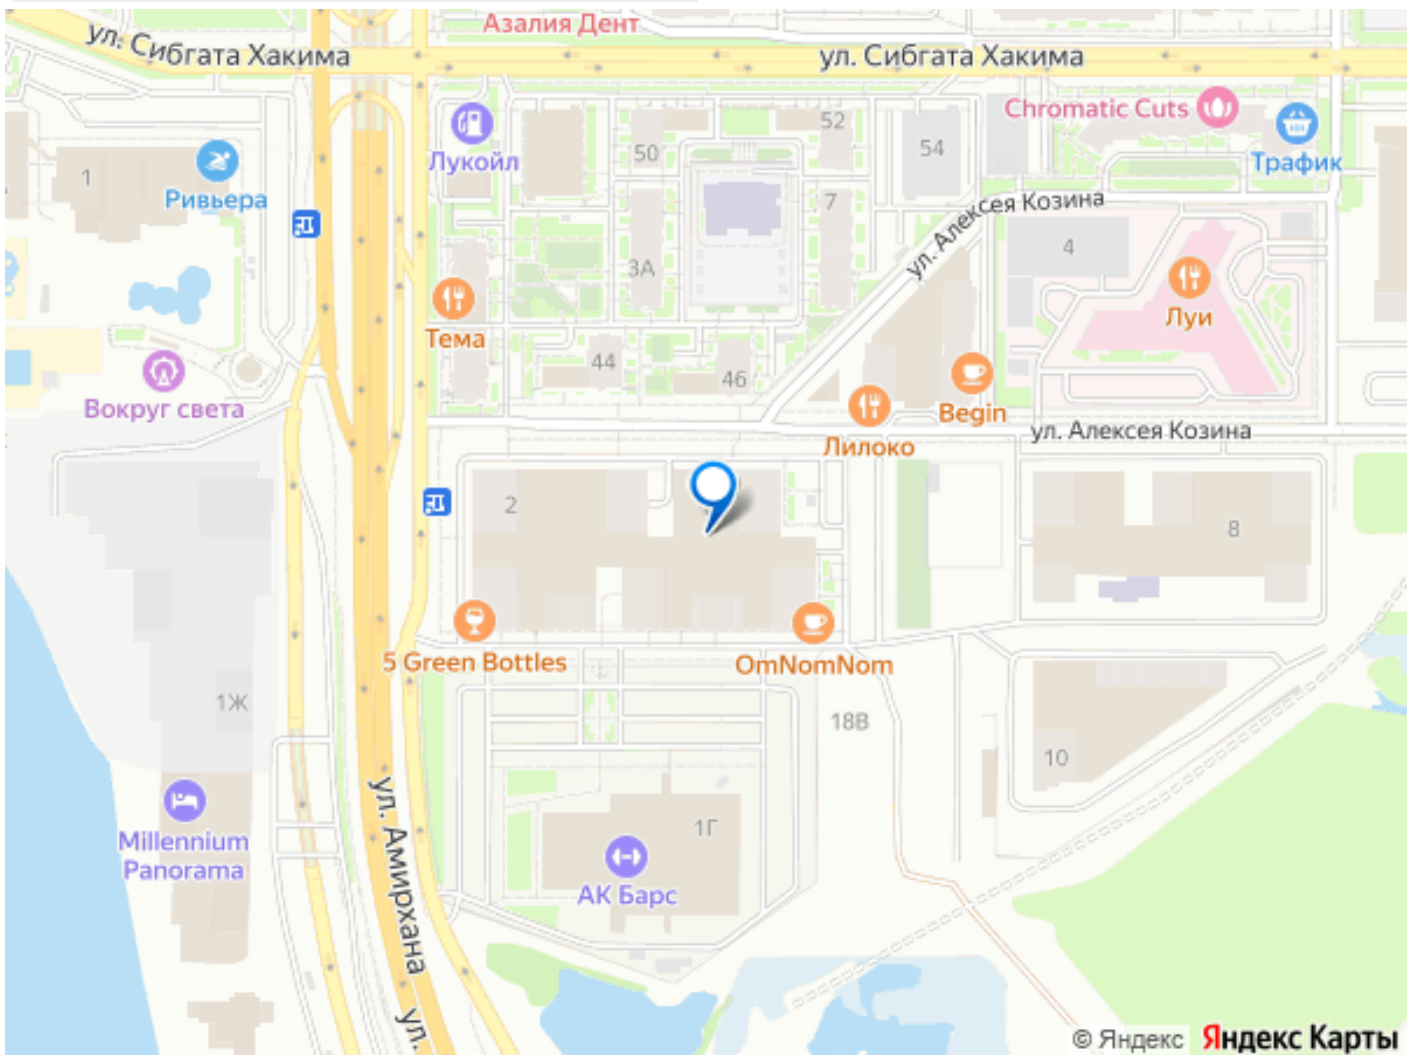 Азалия Дент
ул. Сибгата Хакима
ул. Сибгата Хакима
Chromatic Cuts
Лукойл
52
50
54
Трафик
1
Ривьера
7
ул. Алексея Козина
4
3А
Луи
Тема
44
46
Вокруг света
Begin
Лилоко
ул. Алексея Козина
2
8
5 Green Bottles
OmNomNom
1Ж
18В
10
Millennium
Panorama
1Г
АК Барс
ул. Амирхана
ул.
© Яндекс Яндекс Карты